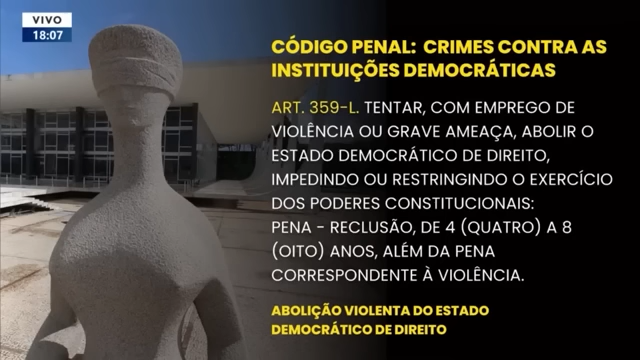 VIVO
18:07
CÓDIGO PENAL: CRIMES CONTRA AS
INSTITUIÇÕES DEMOCRÁTICAS
ART. 359-L. TENTAR, COM EMPREGO DE
VIOLÊNCIA OU GRAVE AMEAÇA, ABOLIR O
ESTADO DEMOCRÁTICO DE DIREITO,
IMPEDINDO OU RESTRINGINDO O EXERCÍCIO
DOS PODERES CONSTITUCIONAIS:
PENA - RECLUSÃO, DE 4 (QUATRO) A 8
(OITO) ANOS, ALÉM DA PENA
CORRESPONDENTE À VIOLÊNCIA.
ABOLIÇÃO VIOLENTA DO ESTADO
DEMOCRÁTICO DE DIREITO